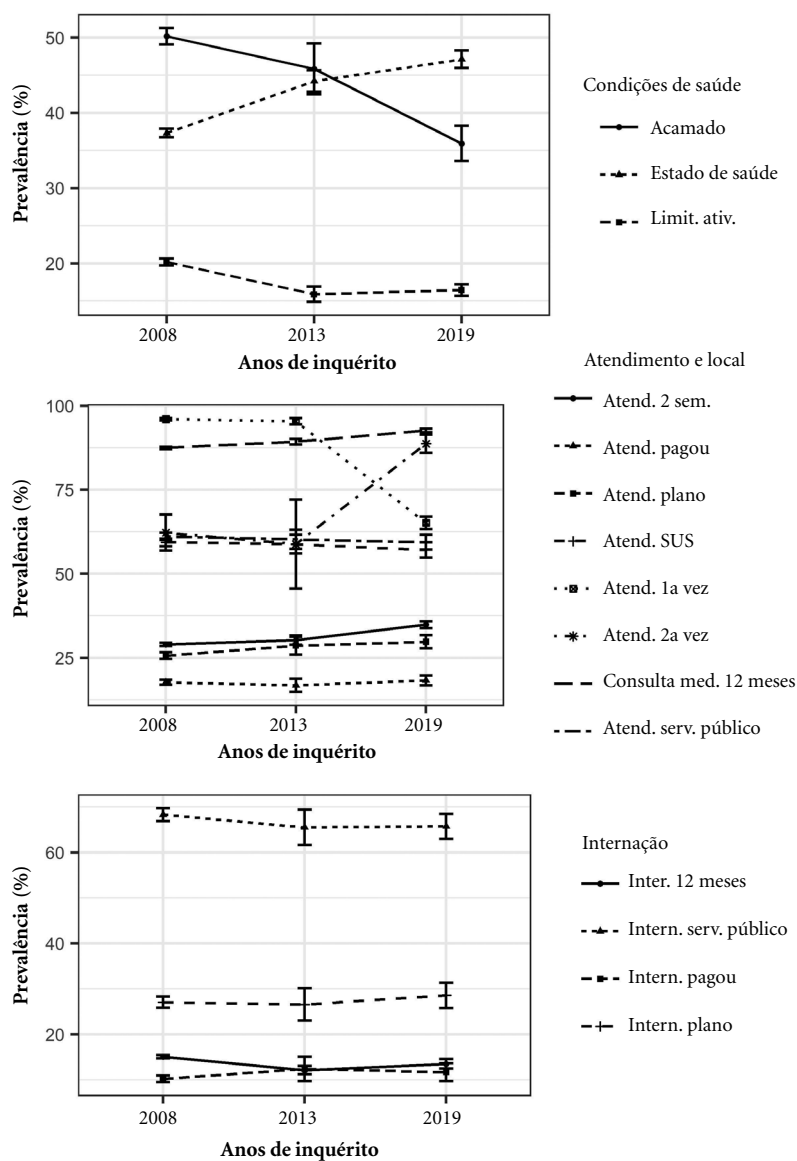 50
40
30
20
Prevalência (%)
2008
2013
2019
Anos de inquérito
Condições de saúde
Acamado
Estado de saúde
Limit. ativ.
100
75
50
25
Prevalência (%)
2008
2013
2019
Anos de inquérito
Atendimento e local
Atend. 2 sem.
Atend. pagou
Atend. plano
Atend. SUS
Atend. 1a vez
Atend. 2a vez
Consulta med. 12 meses
Atend. serv. público
60
40
20
Prevalência (%)
2008
2013
2019
Anos de inquérito
Internação
Inter. 12 meses
Intern. serv. público
Intern. pagou
Intern. plano